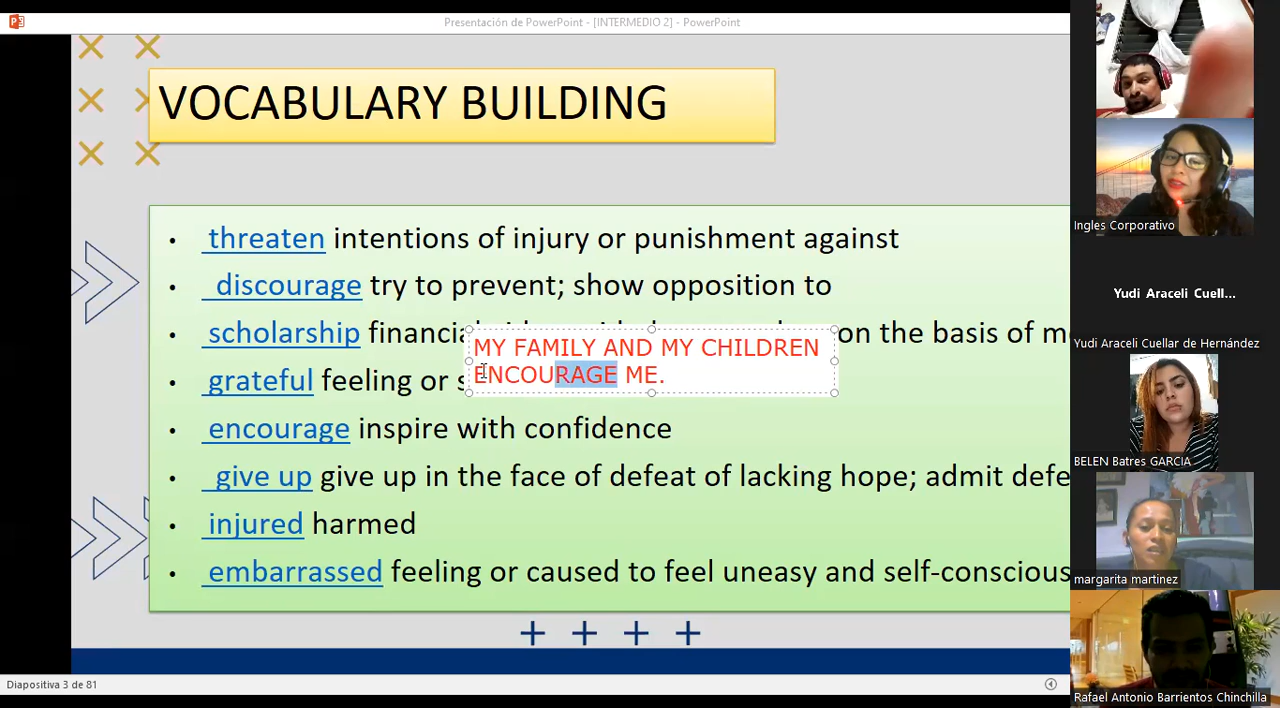 Presentación de PowerPoint - [INTERMEDIO 2] - PowerPoint
VOCABULARY BUILDING
• threaten intentions of injury or punishment against
• discourage try to prevent; show opposition to
• scholarship financial on the basis of
MY FAMILY AND MY CHILDREN
ENCOURAGE ME.
• grateful feeling or
• encourage inspire with confidence
• give up give up in the face of defeat of lacking hope; admit defe
• injured harmed
• embarrassed feeling or caused to feel uneasy and self-conscious
Diapositiva 3 de 81
Ingles Corporativo
Yudi Araceli Cuell...
Yudi Araceli Cuellar de Hernández
BELEN Batres GARCIA
margarita martinez
Rafael Antonio Barrientos Chinchilla